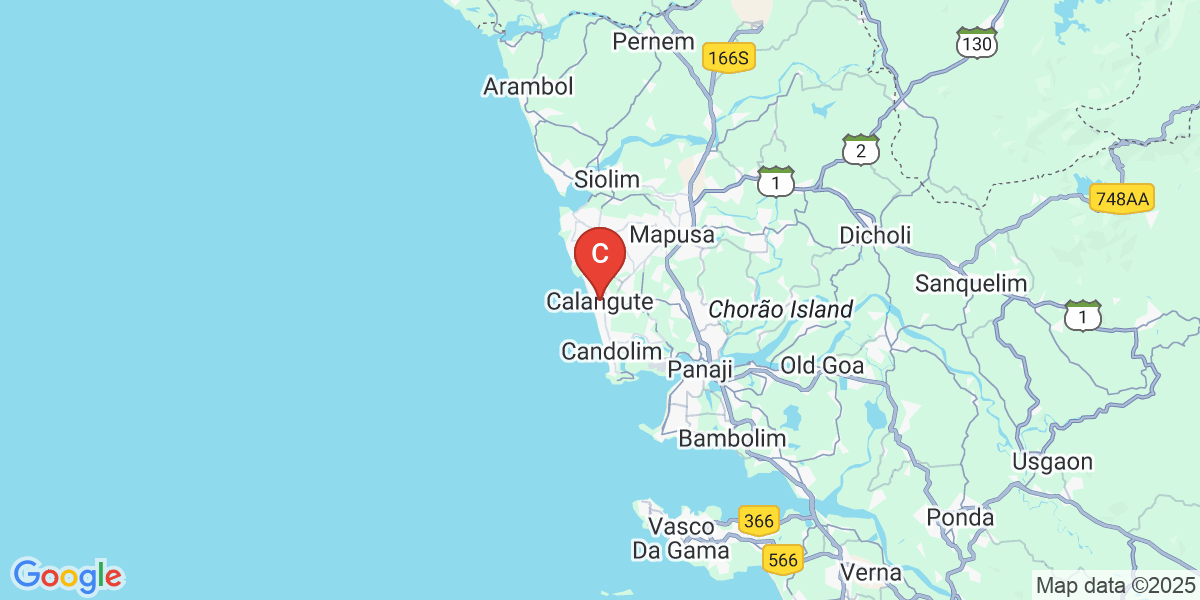 Pernem
130
166S
Arambol
2
Siolim
1
748AA
Mapusa
Dicholi
C
Sanquelim
Calangute
Chorão Island
1
Candolim
Panaji
Old Goa
Bambolim
Usgaon
Vasco
Da Gama
366
Ponda
566
Verna
Google
Map data ©2025